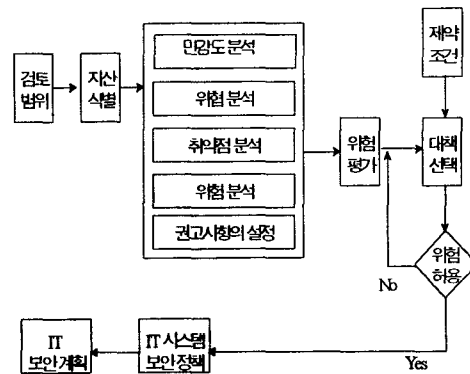 검토
범위
자산
식별
민감도 분석
위험 분석
취약점 분석
위험 분석
권고사항의 설정
위험
평가
제약
조건
대책
선택
위험
허용
No
Yes
IT 시스템
보안 정책
IT
보안 계획